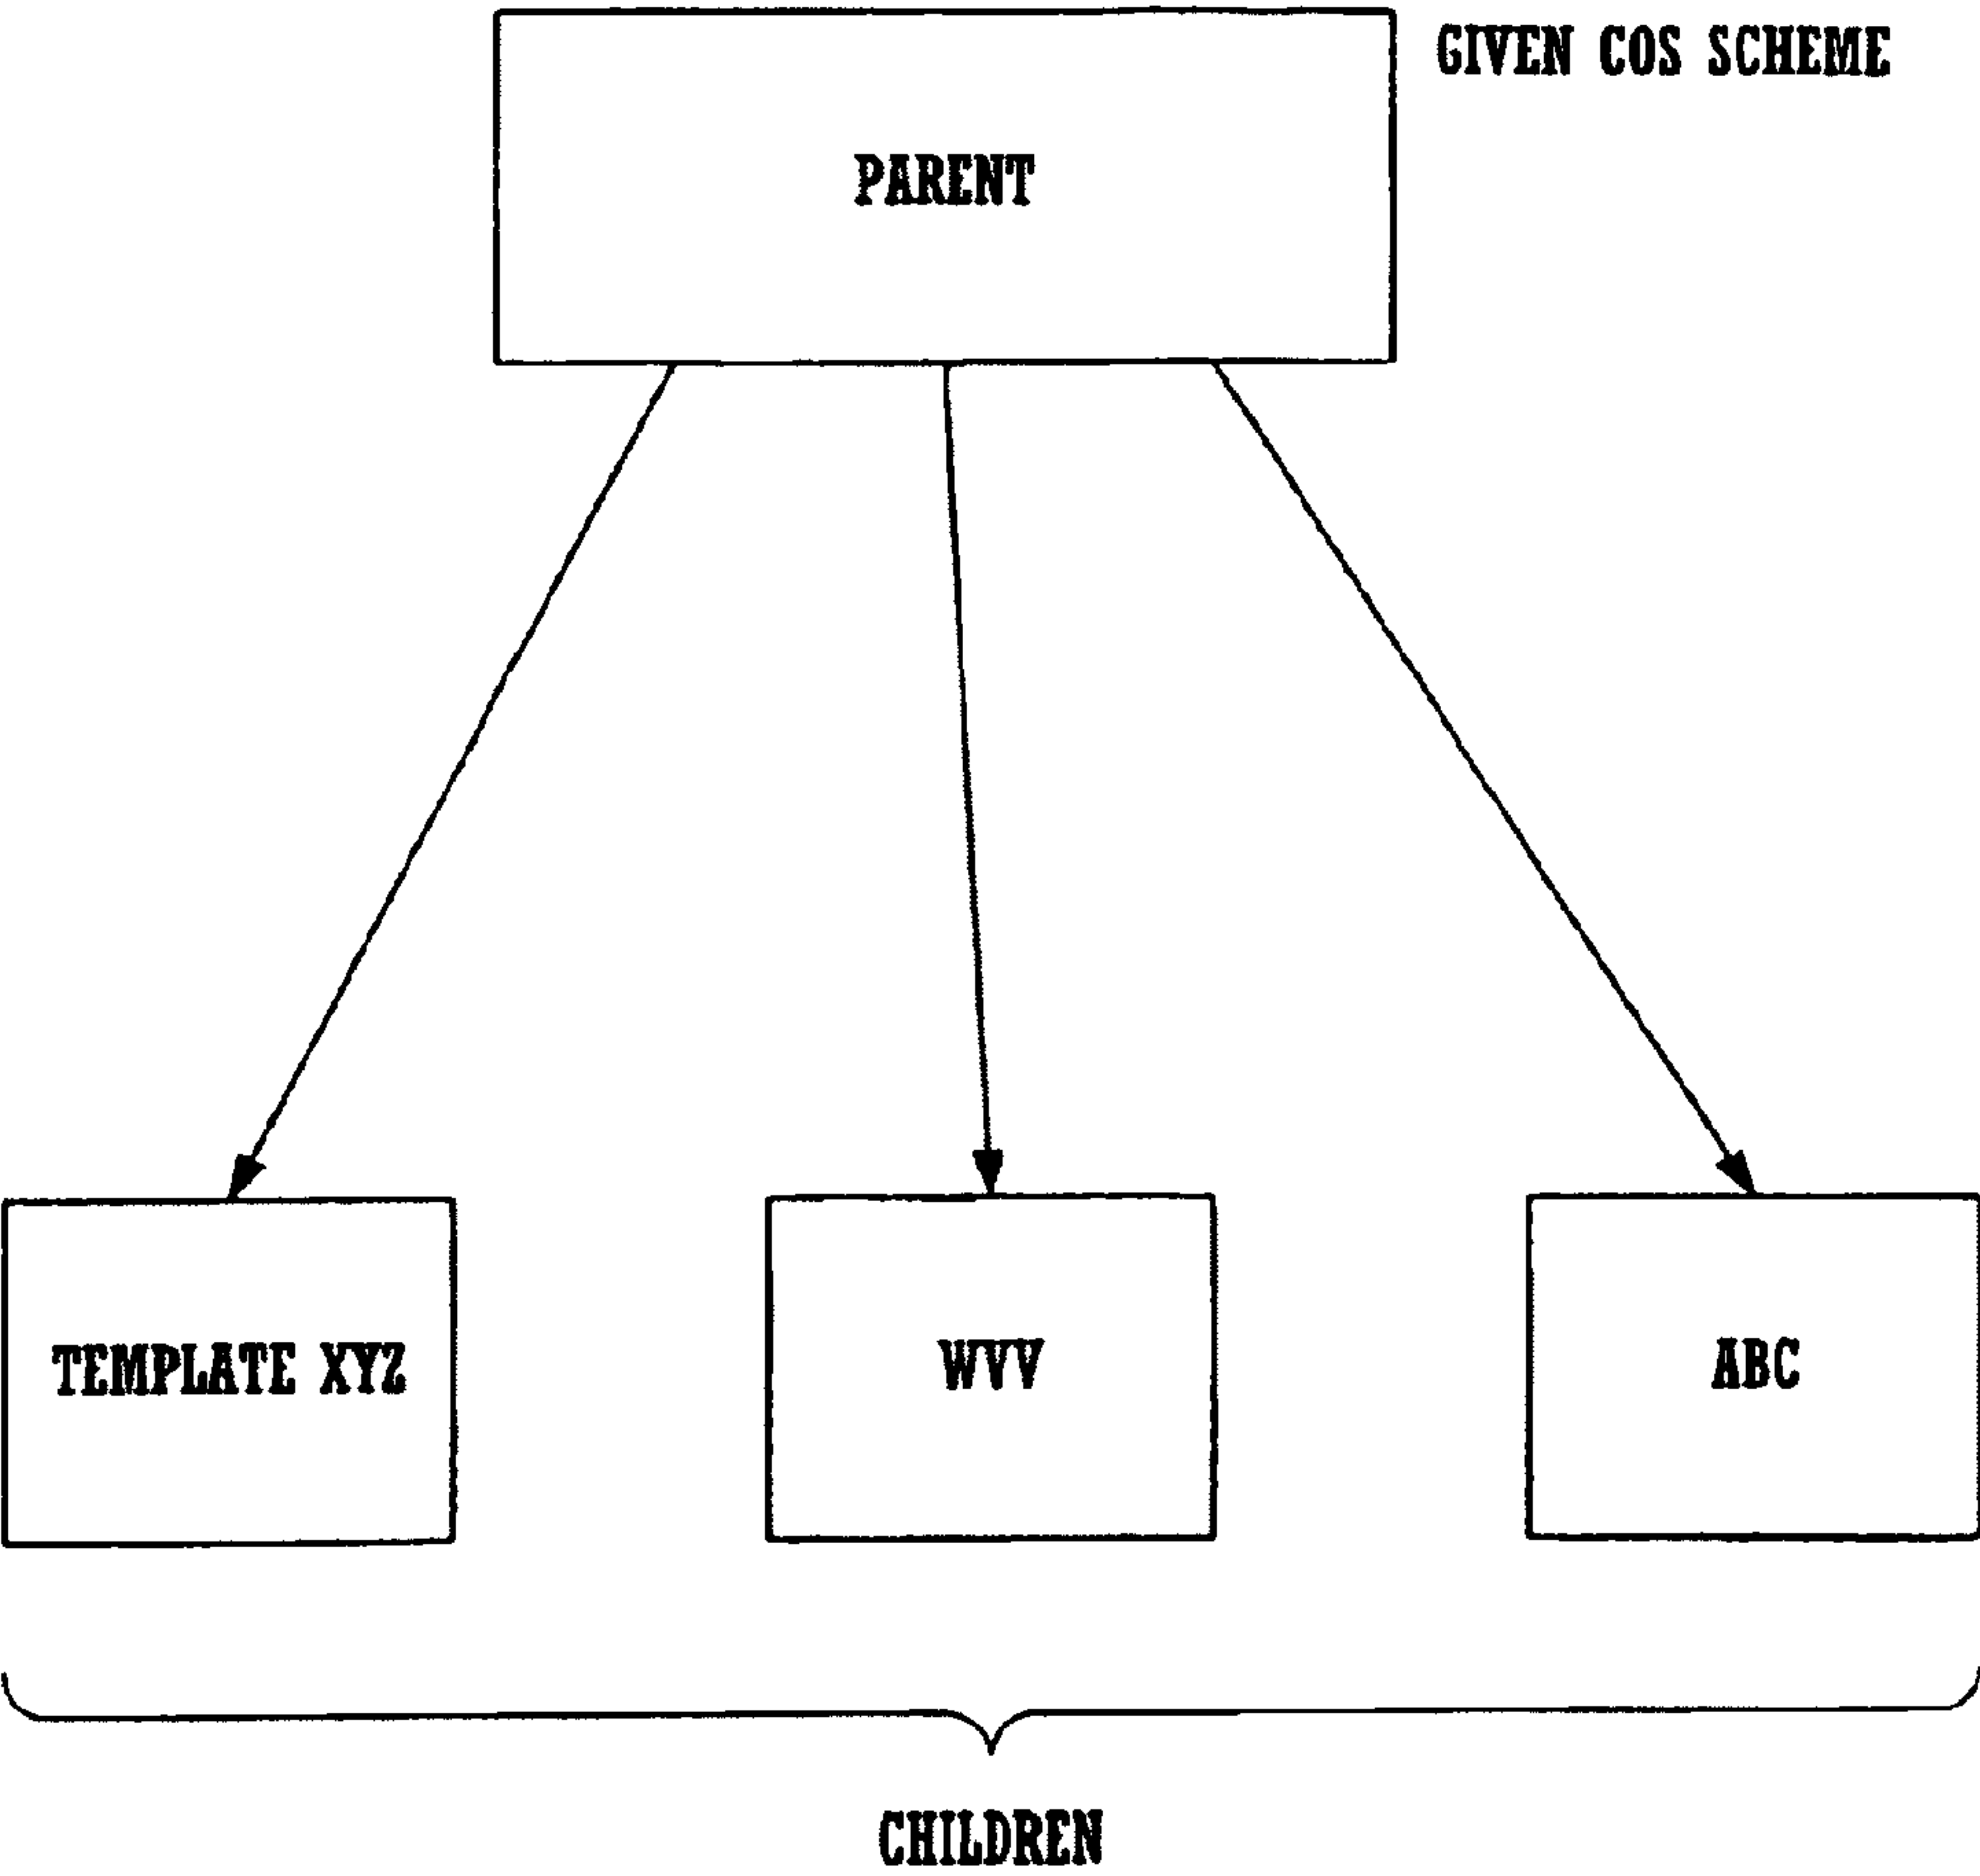 GIVEN COS SCHEME
PARENT
TEMPLATE XYZ
WVV
ABC
CHILDREN